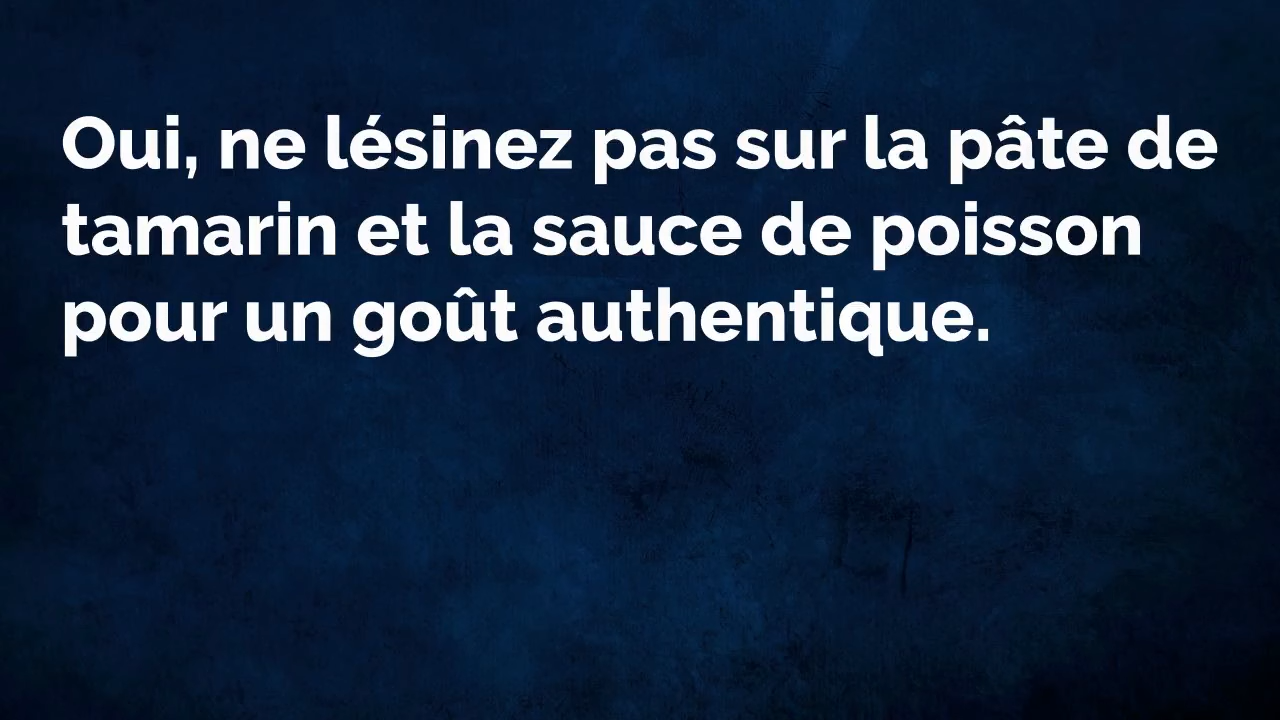 Oui, ne lésinez pas sur la pâte de
tamarin et la sauce de poisson
pour un goût authentique.